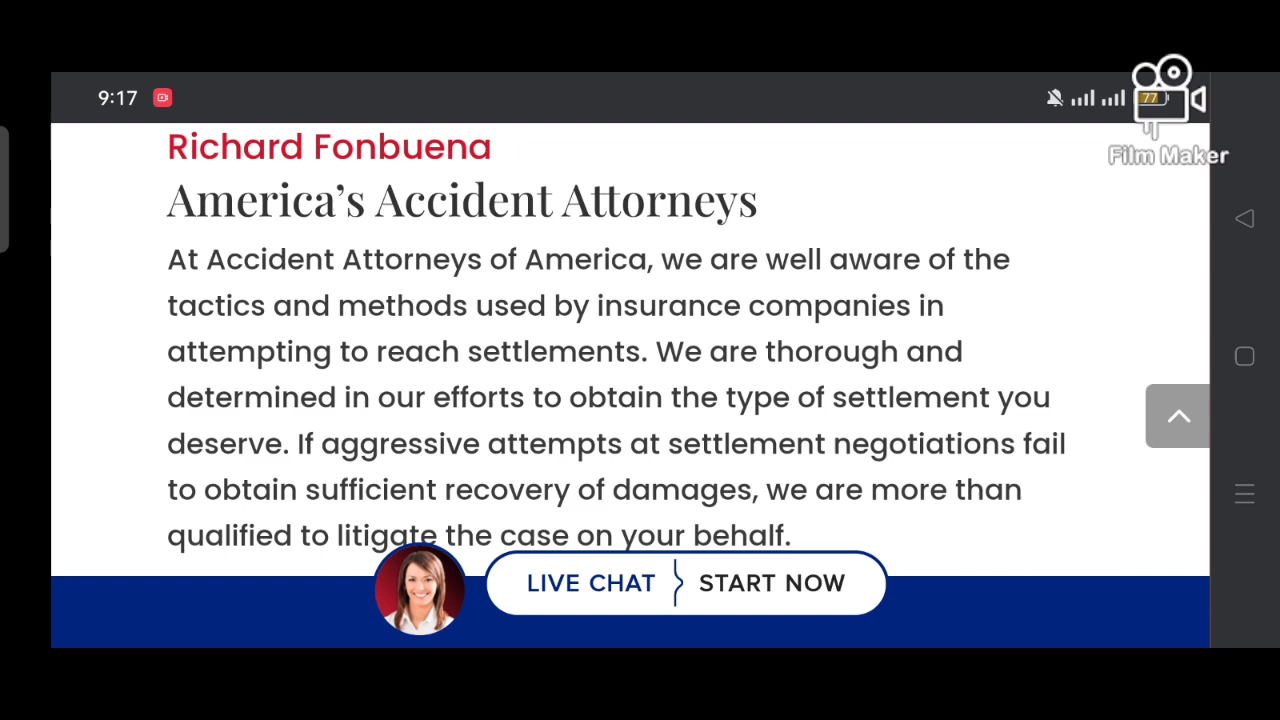 9:17
77
Film Maker
Richard Fonbuena
America's Accident Attorneys
At Accident Attorneys of America, we are well aware of the
tactics and methods used by insurance companies in
attempting to reach settlements. We are thorough and
determined in our efforts to obtain the type of settlement you
deserve. If aggressive attempts at settlement negotiations fail
to obtain sufficient recovery of damages, we are more than
qualified to litigate the case on your behalf.
LIVE CHAT START NOW